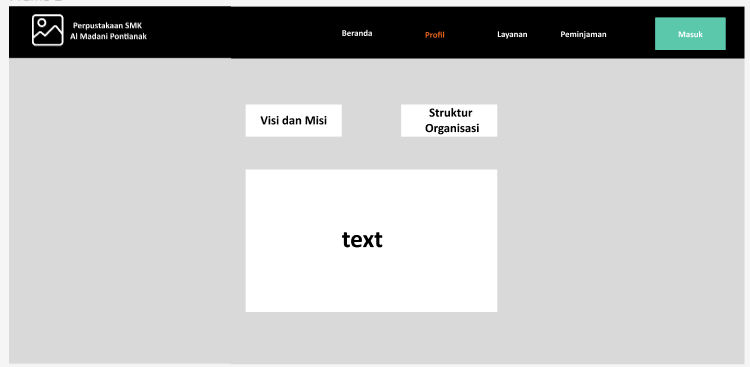 Perpustakaan SMK
Al Madani Pontianak
Beranda
Profil
Layanan
Peminjaman
Masuk
Visi dan Misi
Struktur
Organisasi
text